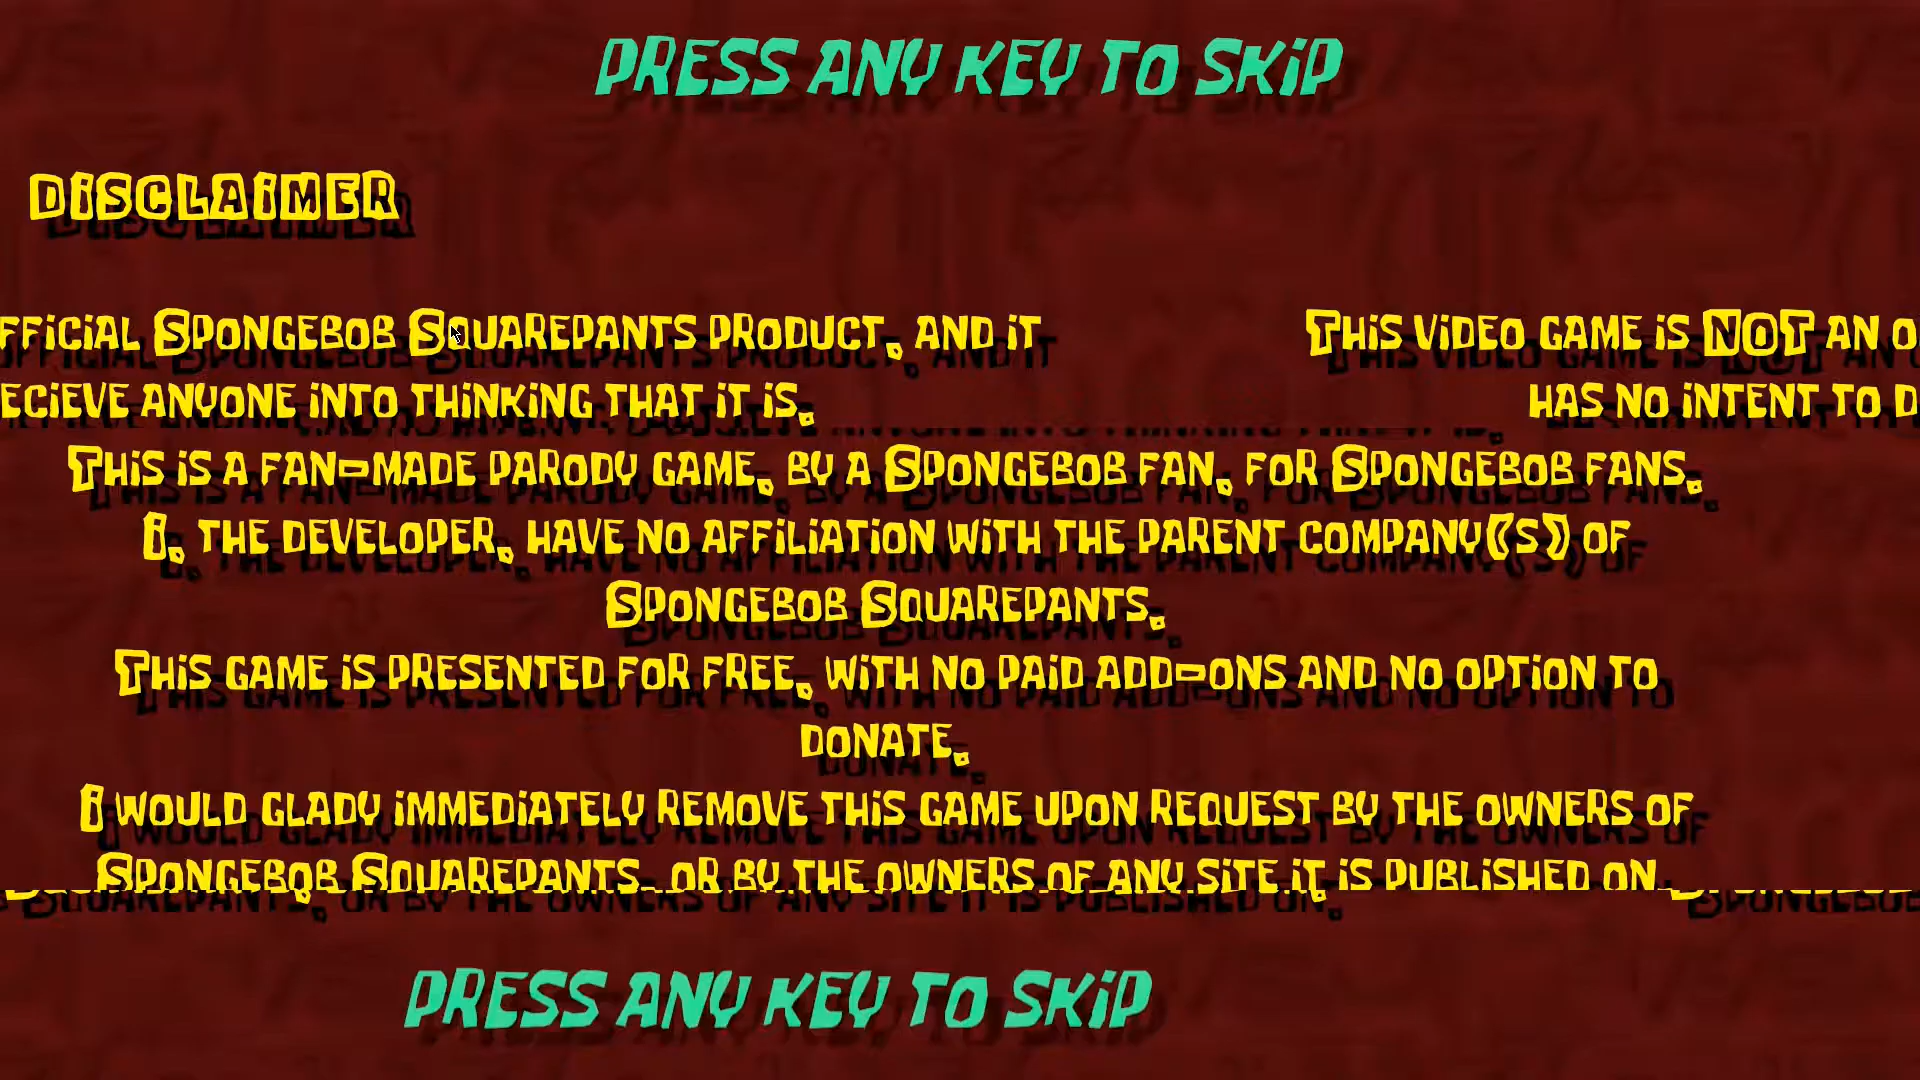 PRESS ANY KEY TO SKiP
DiSCLAiMER
fficial Spongebob Squarepants product, and it This video game is NOT an o
ecieve anyone into thinking that it is. has no intent to d
This is a fan-made parody game, by a Spongebob fan, for Spongebob fans.
I, the developer, have no affiliation with the parent company(s) of
Spongebob Squarepants.
This game is presented for free, with no paid add-ons and no option to
donate.
I would glady immediately remove this game upon request by the owners of
Spongebob Squarepants, or by the owners of any site it is published on.
PRESS ANY KEY TO SKiP